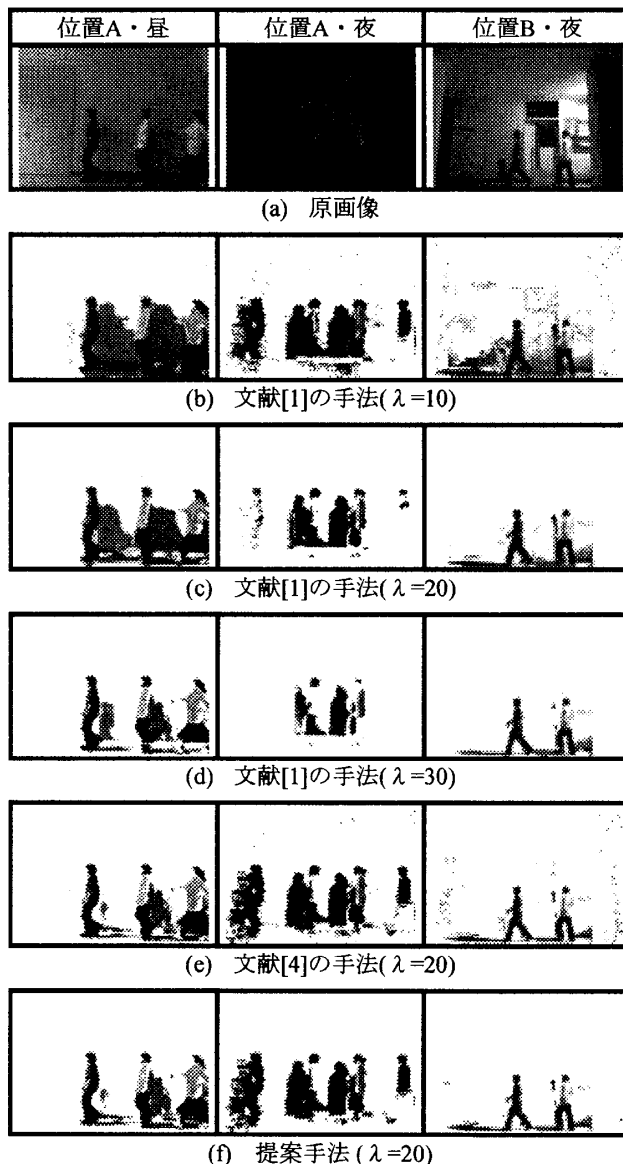 位置A・昼 位置A・夜 位置B・夜
(a) 原画像
(b) 文献[1]の手法(λ=10)
(c) 文献[1]の手法(λ=20)
(d) 文献[1]の手法(λ=30)
(e) 文献[4]の手法(λ=20)
(f) 提案手法 (λ=20)